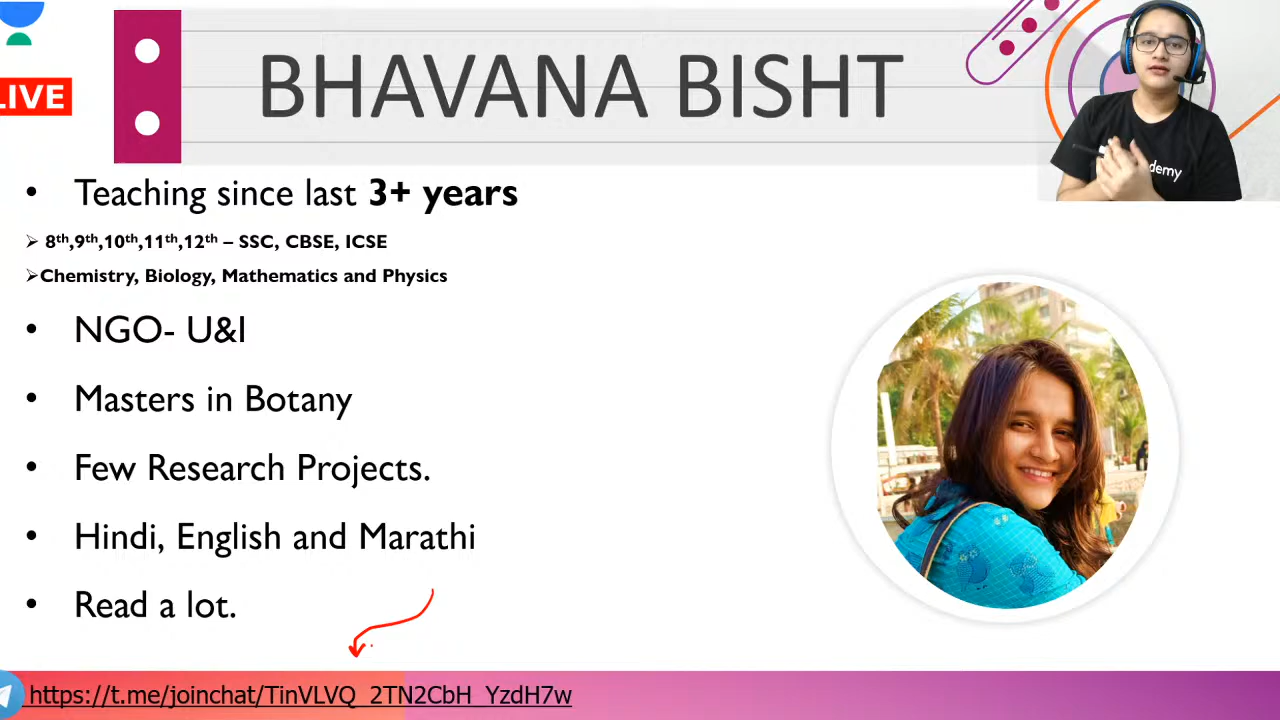 LIVE
BHAVANA BISHT
• Teaching since last 3+ years
➢ 8th,9th,10th,11th,12th – SSC, CBSE, ICSE
➢Chemistry, Biology, Mathematics and Physics
• NGO- U&I
• Masters in Botany
• Few Research Projects.
• Hindi, English and Marathi
• Read a lot.
https://t.me/joinchat/TinVLVQ_2TN2CbH_YzdH7w